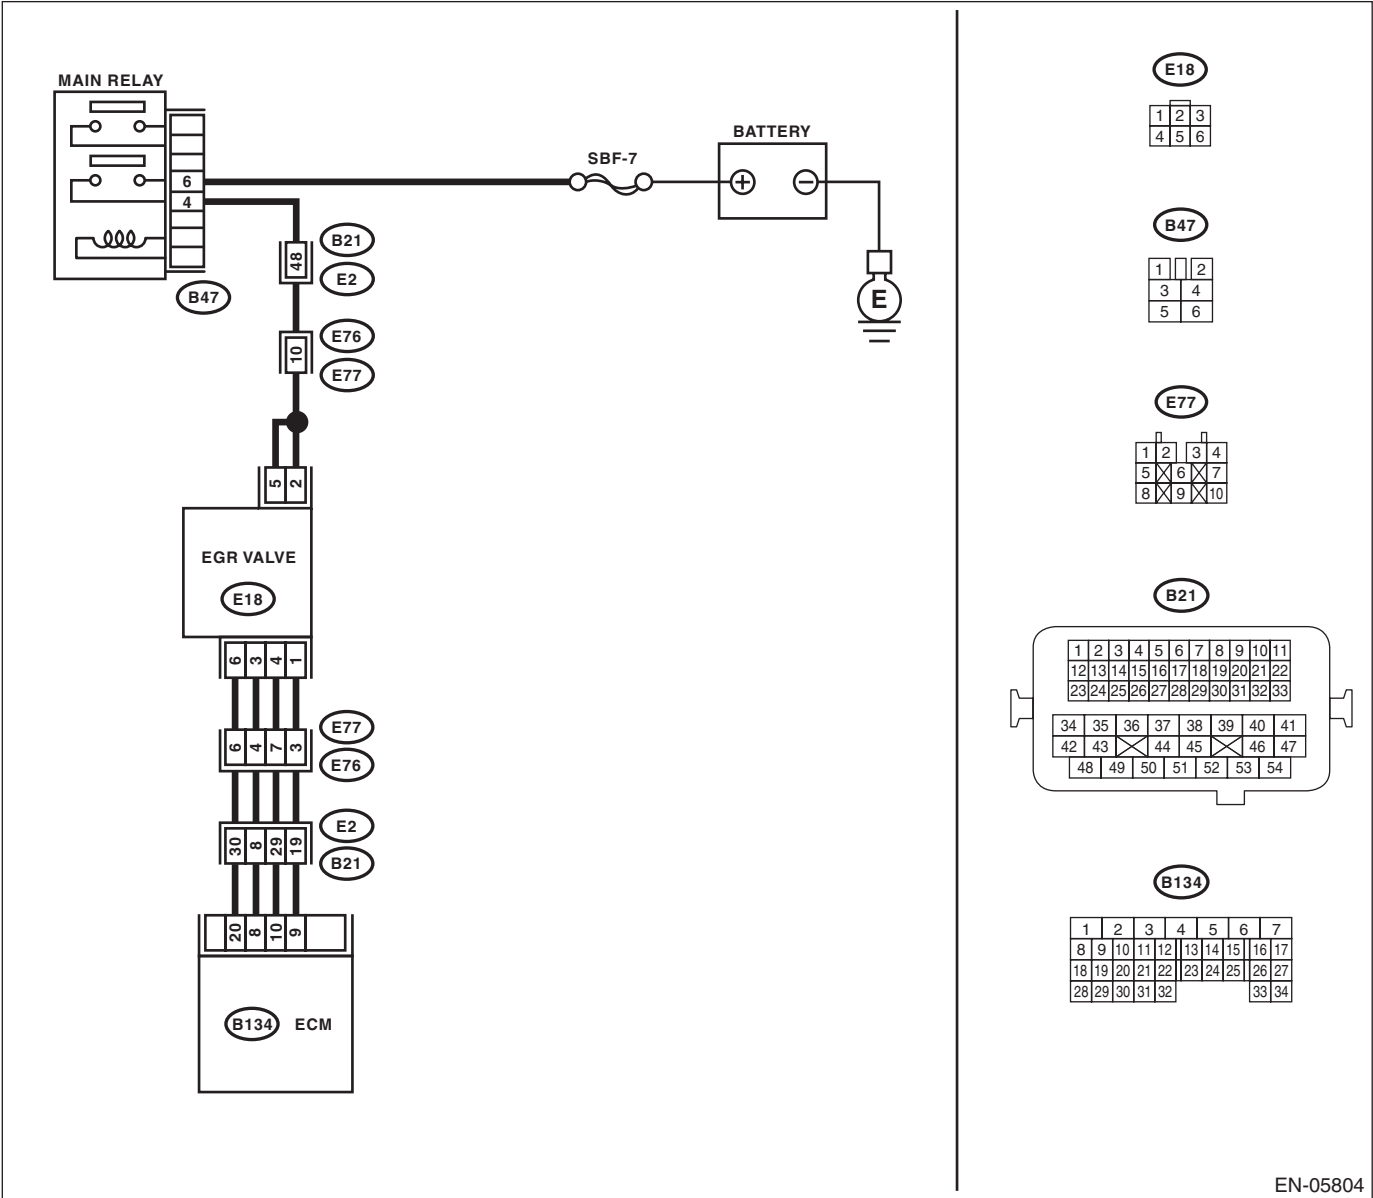 MAIN RELAY
6
4
B47
SBF-7
BATTERY
+ −
E
48
B21
E2
10
E76
E77
5 2
EGR VALVE
E18
6 3 4 1
6 4 7 3
E77
E76
30 8 29 19
E2
B21
20 8 10 9
B134 ECM
E18
1 2 3
4 5 6
B47
1 2
3 4
5 6
E77
1 2 3 4
5 6 7
8 9 10
B21
1 2 3 4 5 6 7 8 9 10 11
12 13 14 15 16 17 18 19 20 21 22
23 24 25 26 27 28 29 30 31 32 33
34 35 36 37 38 39 40 41
42 43 44 45 46 47
48 49 50 51 52 53 54
B134
1 2 3 4 5 6 7
8 9 10 11 12 13 14 15 16 17
18 19 20 21 22 23 24 25 26 27
28 29 30 31 32 33 34
EN-05804